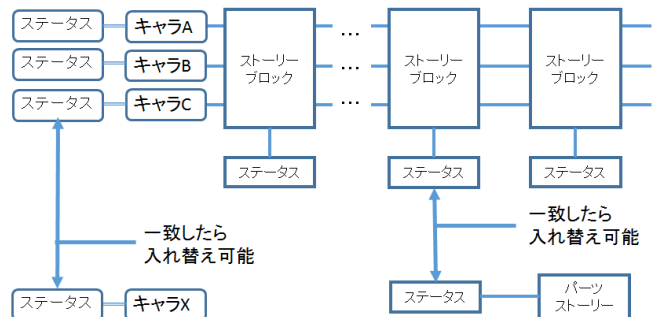 ステータス
キャラA
ステータス
キャラB
ステータス
キャラC
ストーリー
ブロック
…
…
…
ストーリー
ブロック
ストーリー
ブロック
ステータス
ステータス
ステータス
一致したら
入れ替え可能
一致したら
入れ替え可能
ステータス
キャラX
ステータス
パーツ
ストーリー